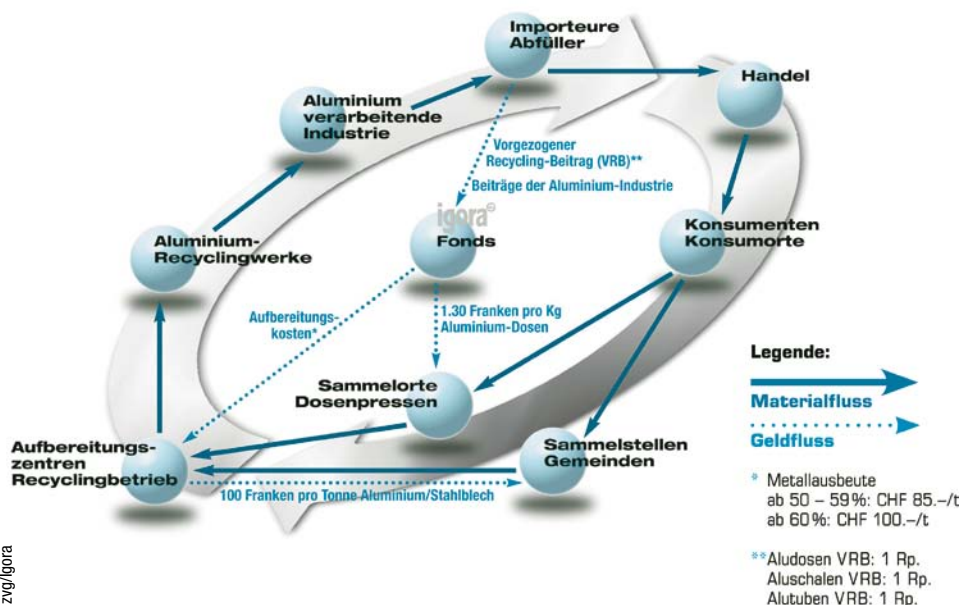 Importeure
Abfüller
Handel
Aluminium
verarbeitende
Industrie
Vorgezogener
Recycling-Beitrag (VRB)**
Beiträge der Aluminium-Industrie
igora®
Fonds
Konsumenten
Konsumorte
Aluminium-
Recyclingwerke
Aufbereitungs-
kosten*
1.30 Franken pro Kg
Aluminium-Dosen
Sammelorte
Dosenpressen
Aufbereitungs-
zentren
Recyclingbetrieb
Sammelstellen
Gemeinden
100 Franken pro Tonne Aluminium/Stahlblech
Legende:
Materialfluss
Geldfluss
* Metallausbeute
ab 50 – 59%: CHF 85.–/t
ab 60%: CHF 100.–/t
**Aludosen VRB: 1 Rp.
Aluschalen VRB: 1 Rp.
Alutuben VRB: 1 Rp.
zvg/Igora